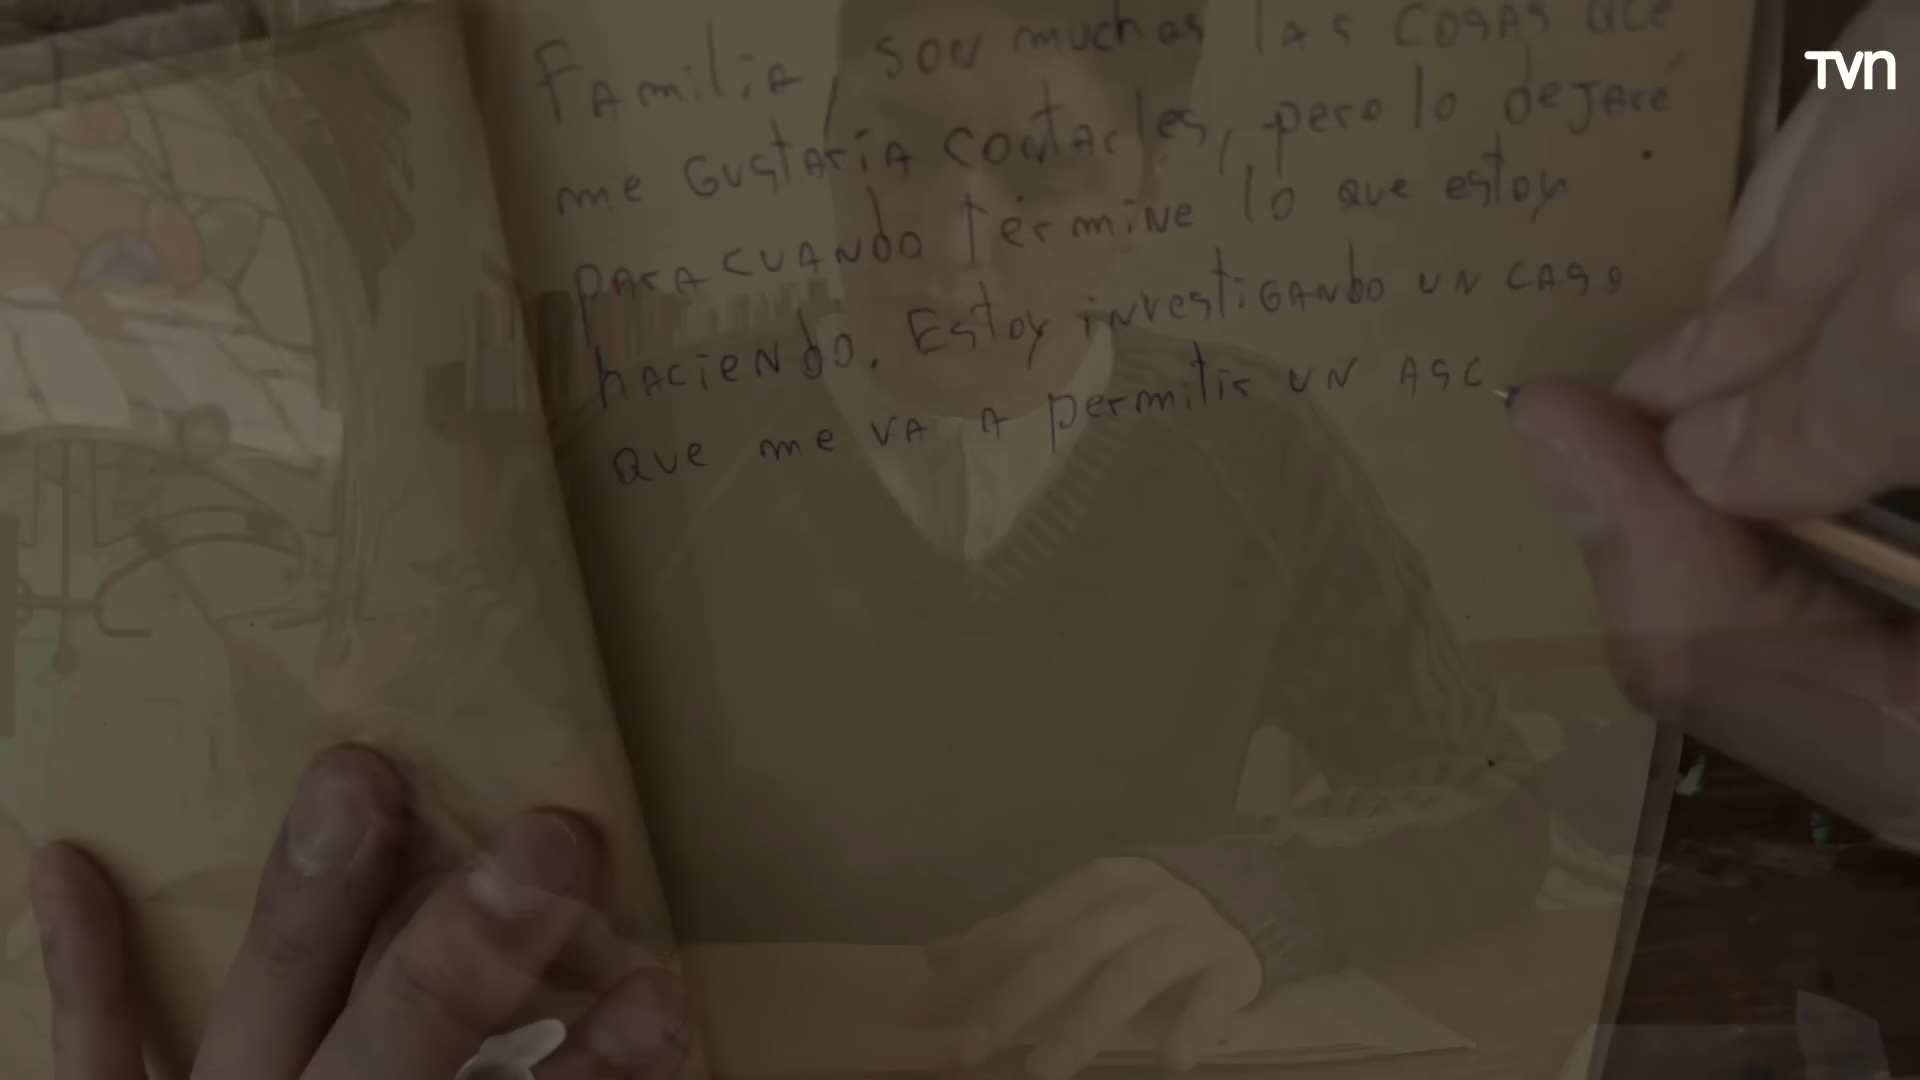 TVN
Familia, son muchas las cosas que
me gustaría contarles, pero lo dejaré
para cuando términe lo que estoy
haciendo. Estoy investigando un caso
que me va a permitir un asc